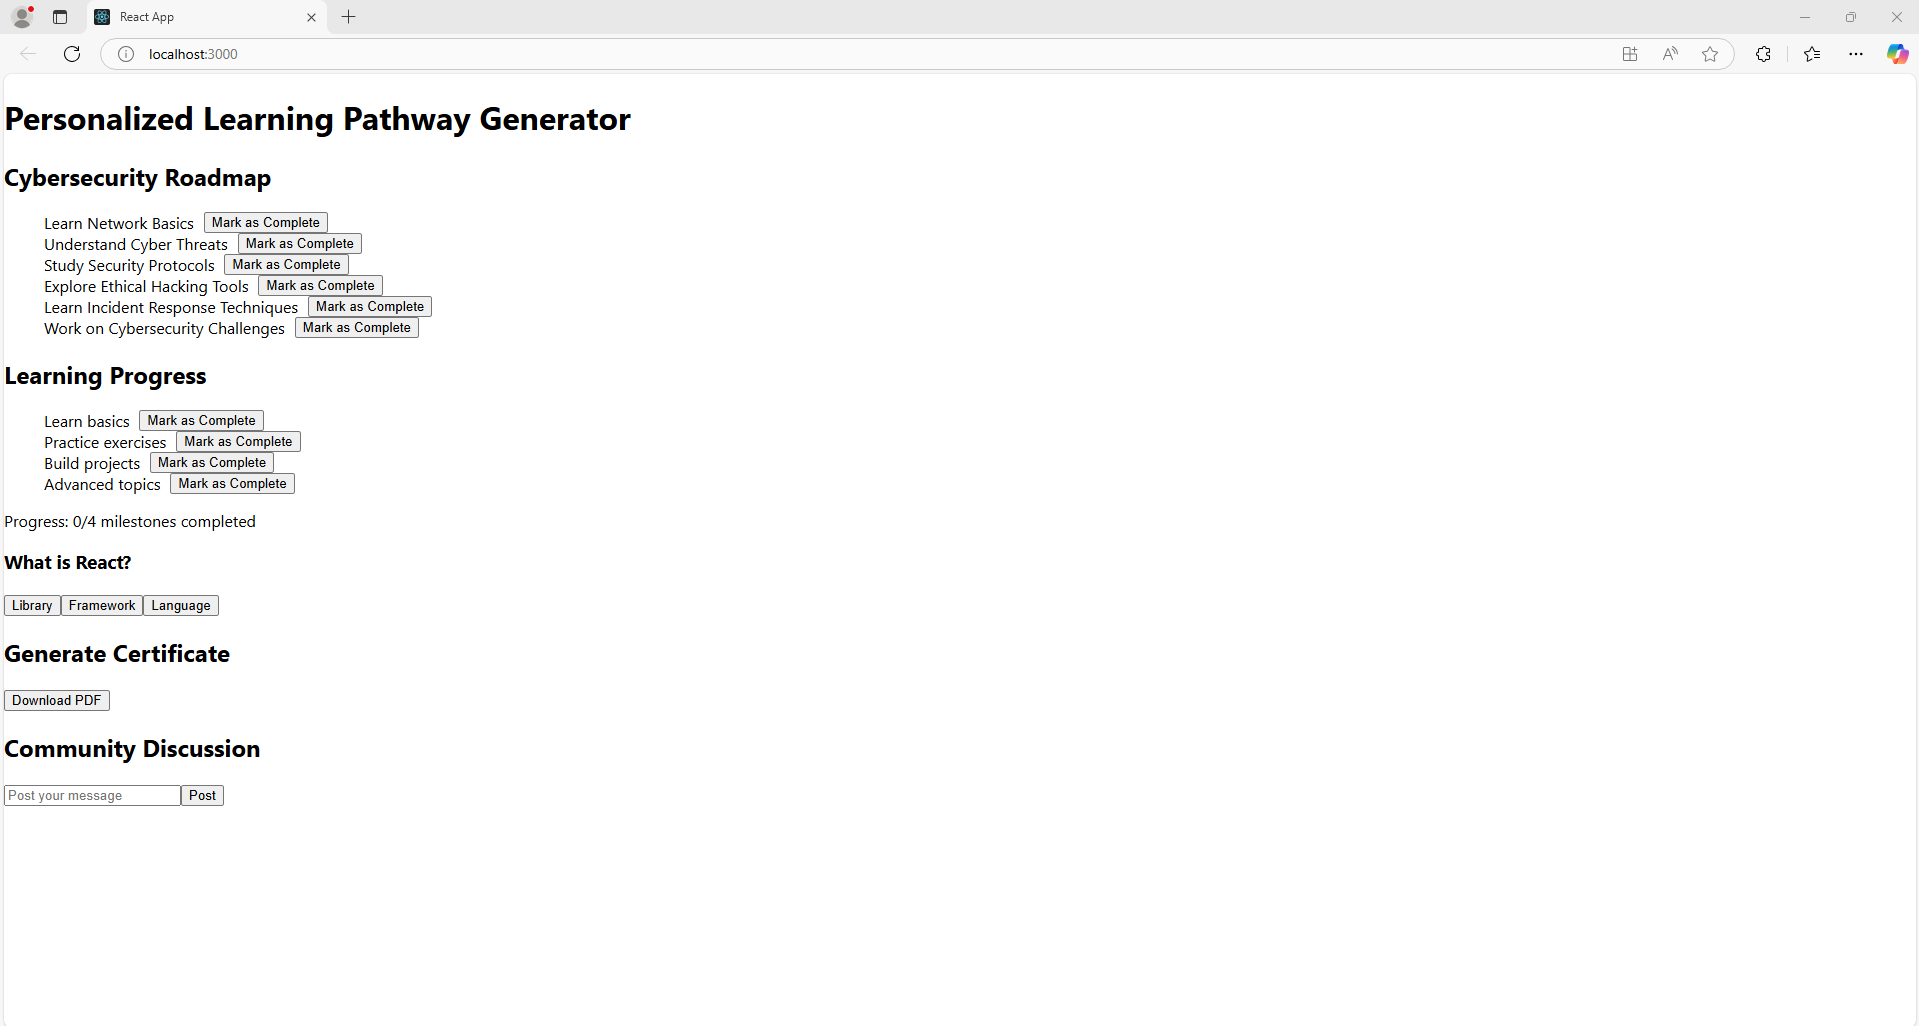 React App
localhost:3000
Personalized Learning Pathway Generator
Cybersecurity Roadmap
Learn Network Basics Mark as Complete
Understand Cyber Threats Mark as Complete
Study Security Protocols Mark as Complete
Explore Ethical Hacking Tools Mark as Complete
Learn Incident Response Techniques Mark as Complete
Work on Cybersecurity Challenges Mark as Complete
Learning Progress
Learn basics Mark as Complete
Practice exercises Mark as Complete
Build projects Mark as Complete
Advanced topics Mark as Complete
Progress: 0/4 milestones completed
What is React?
Library Framework Language
Generate Certificate
Download PDF
Community Discussion
Post your message Post